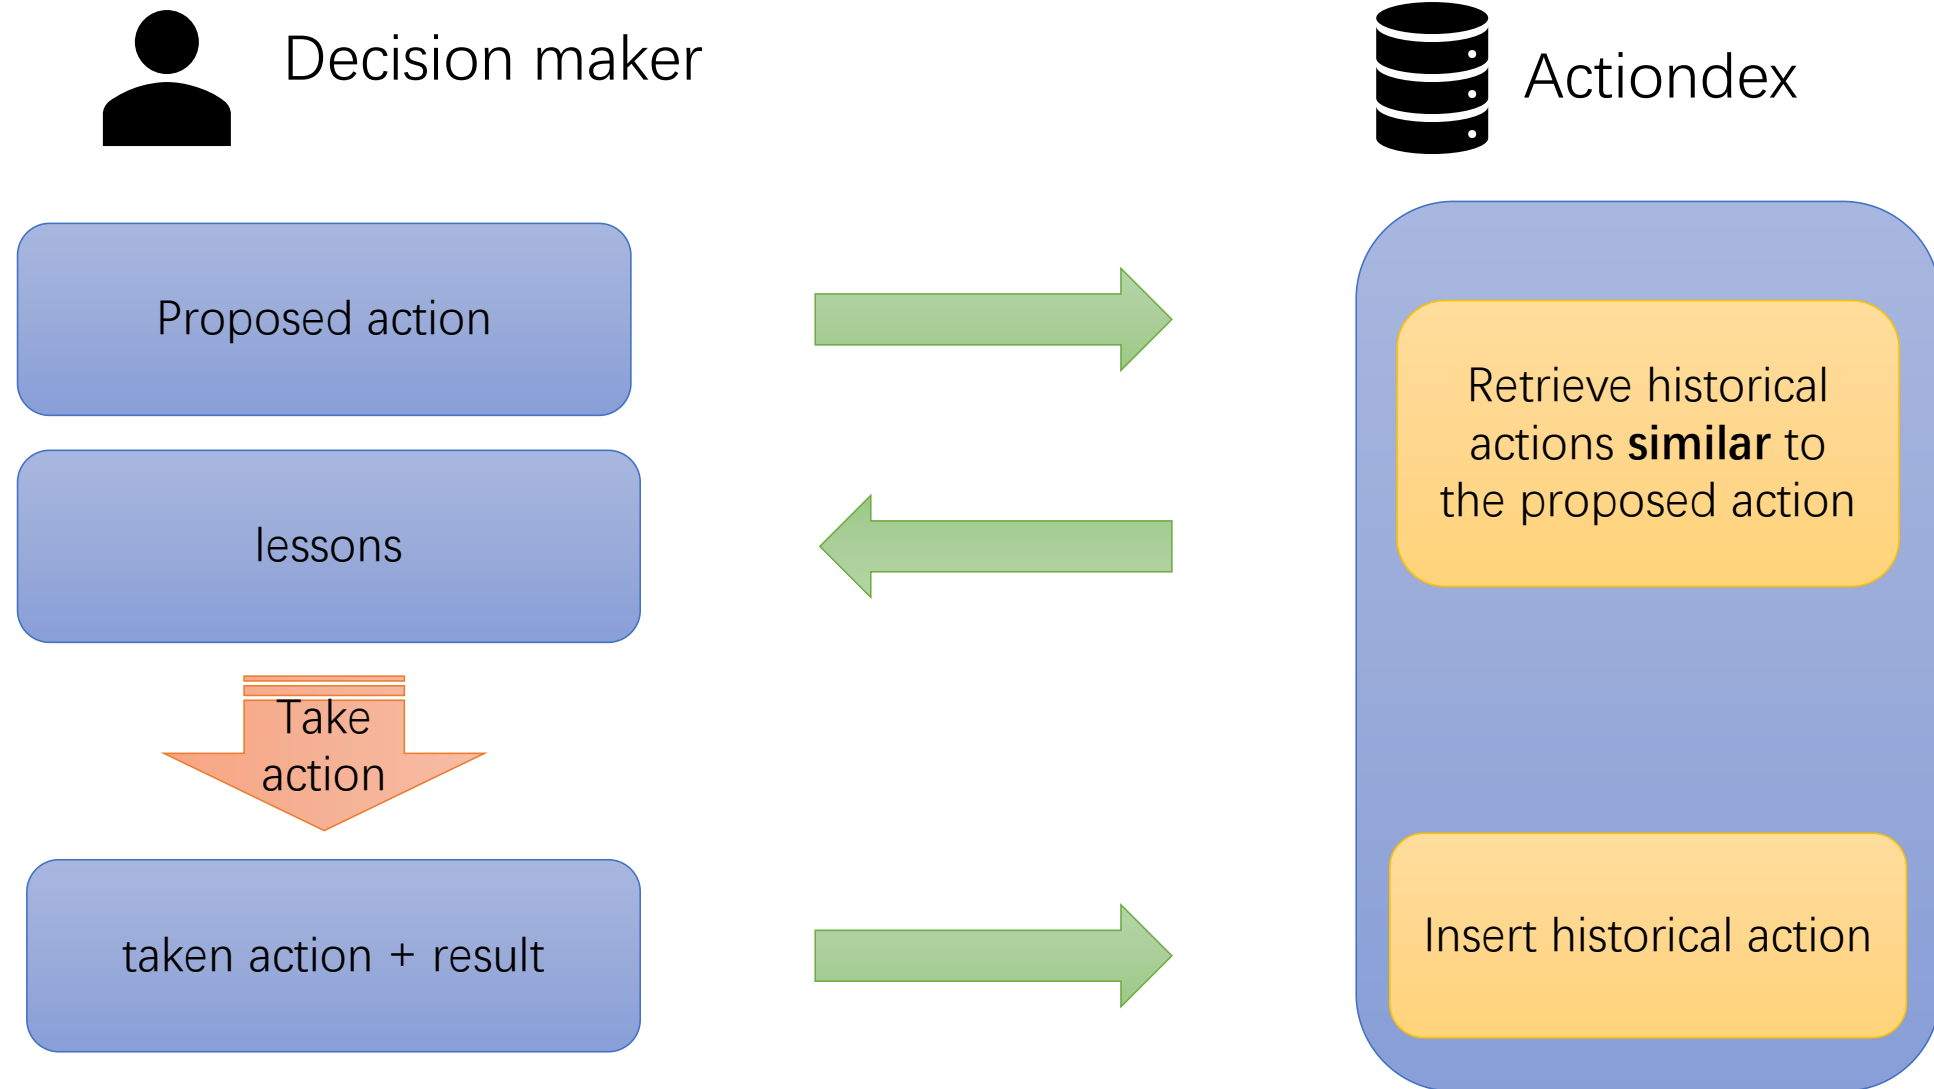 Decision maker
Actiondex
Proposed action
Retrieve historical
actions similar to
the proposed action
lessons
Take
action
taken action + result
Insert historical action